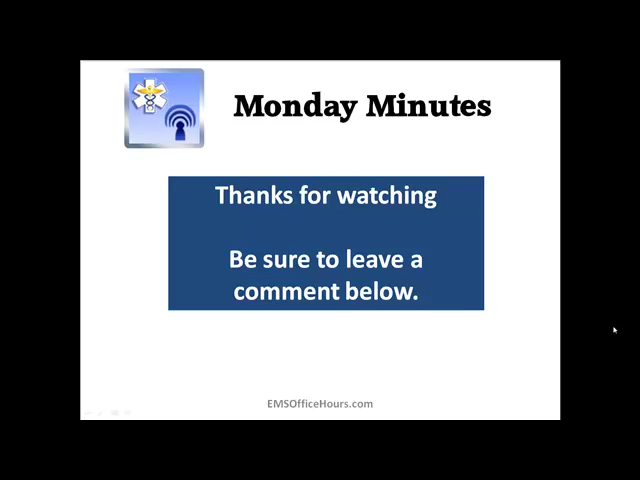 Monday Minutes
Thanks for watching
Be sure to leave a
comment below.
EMSOfficeHours.com